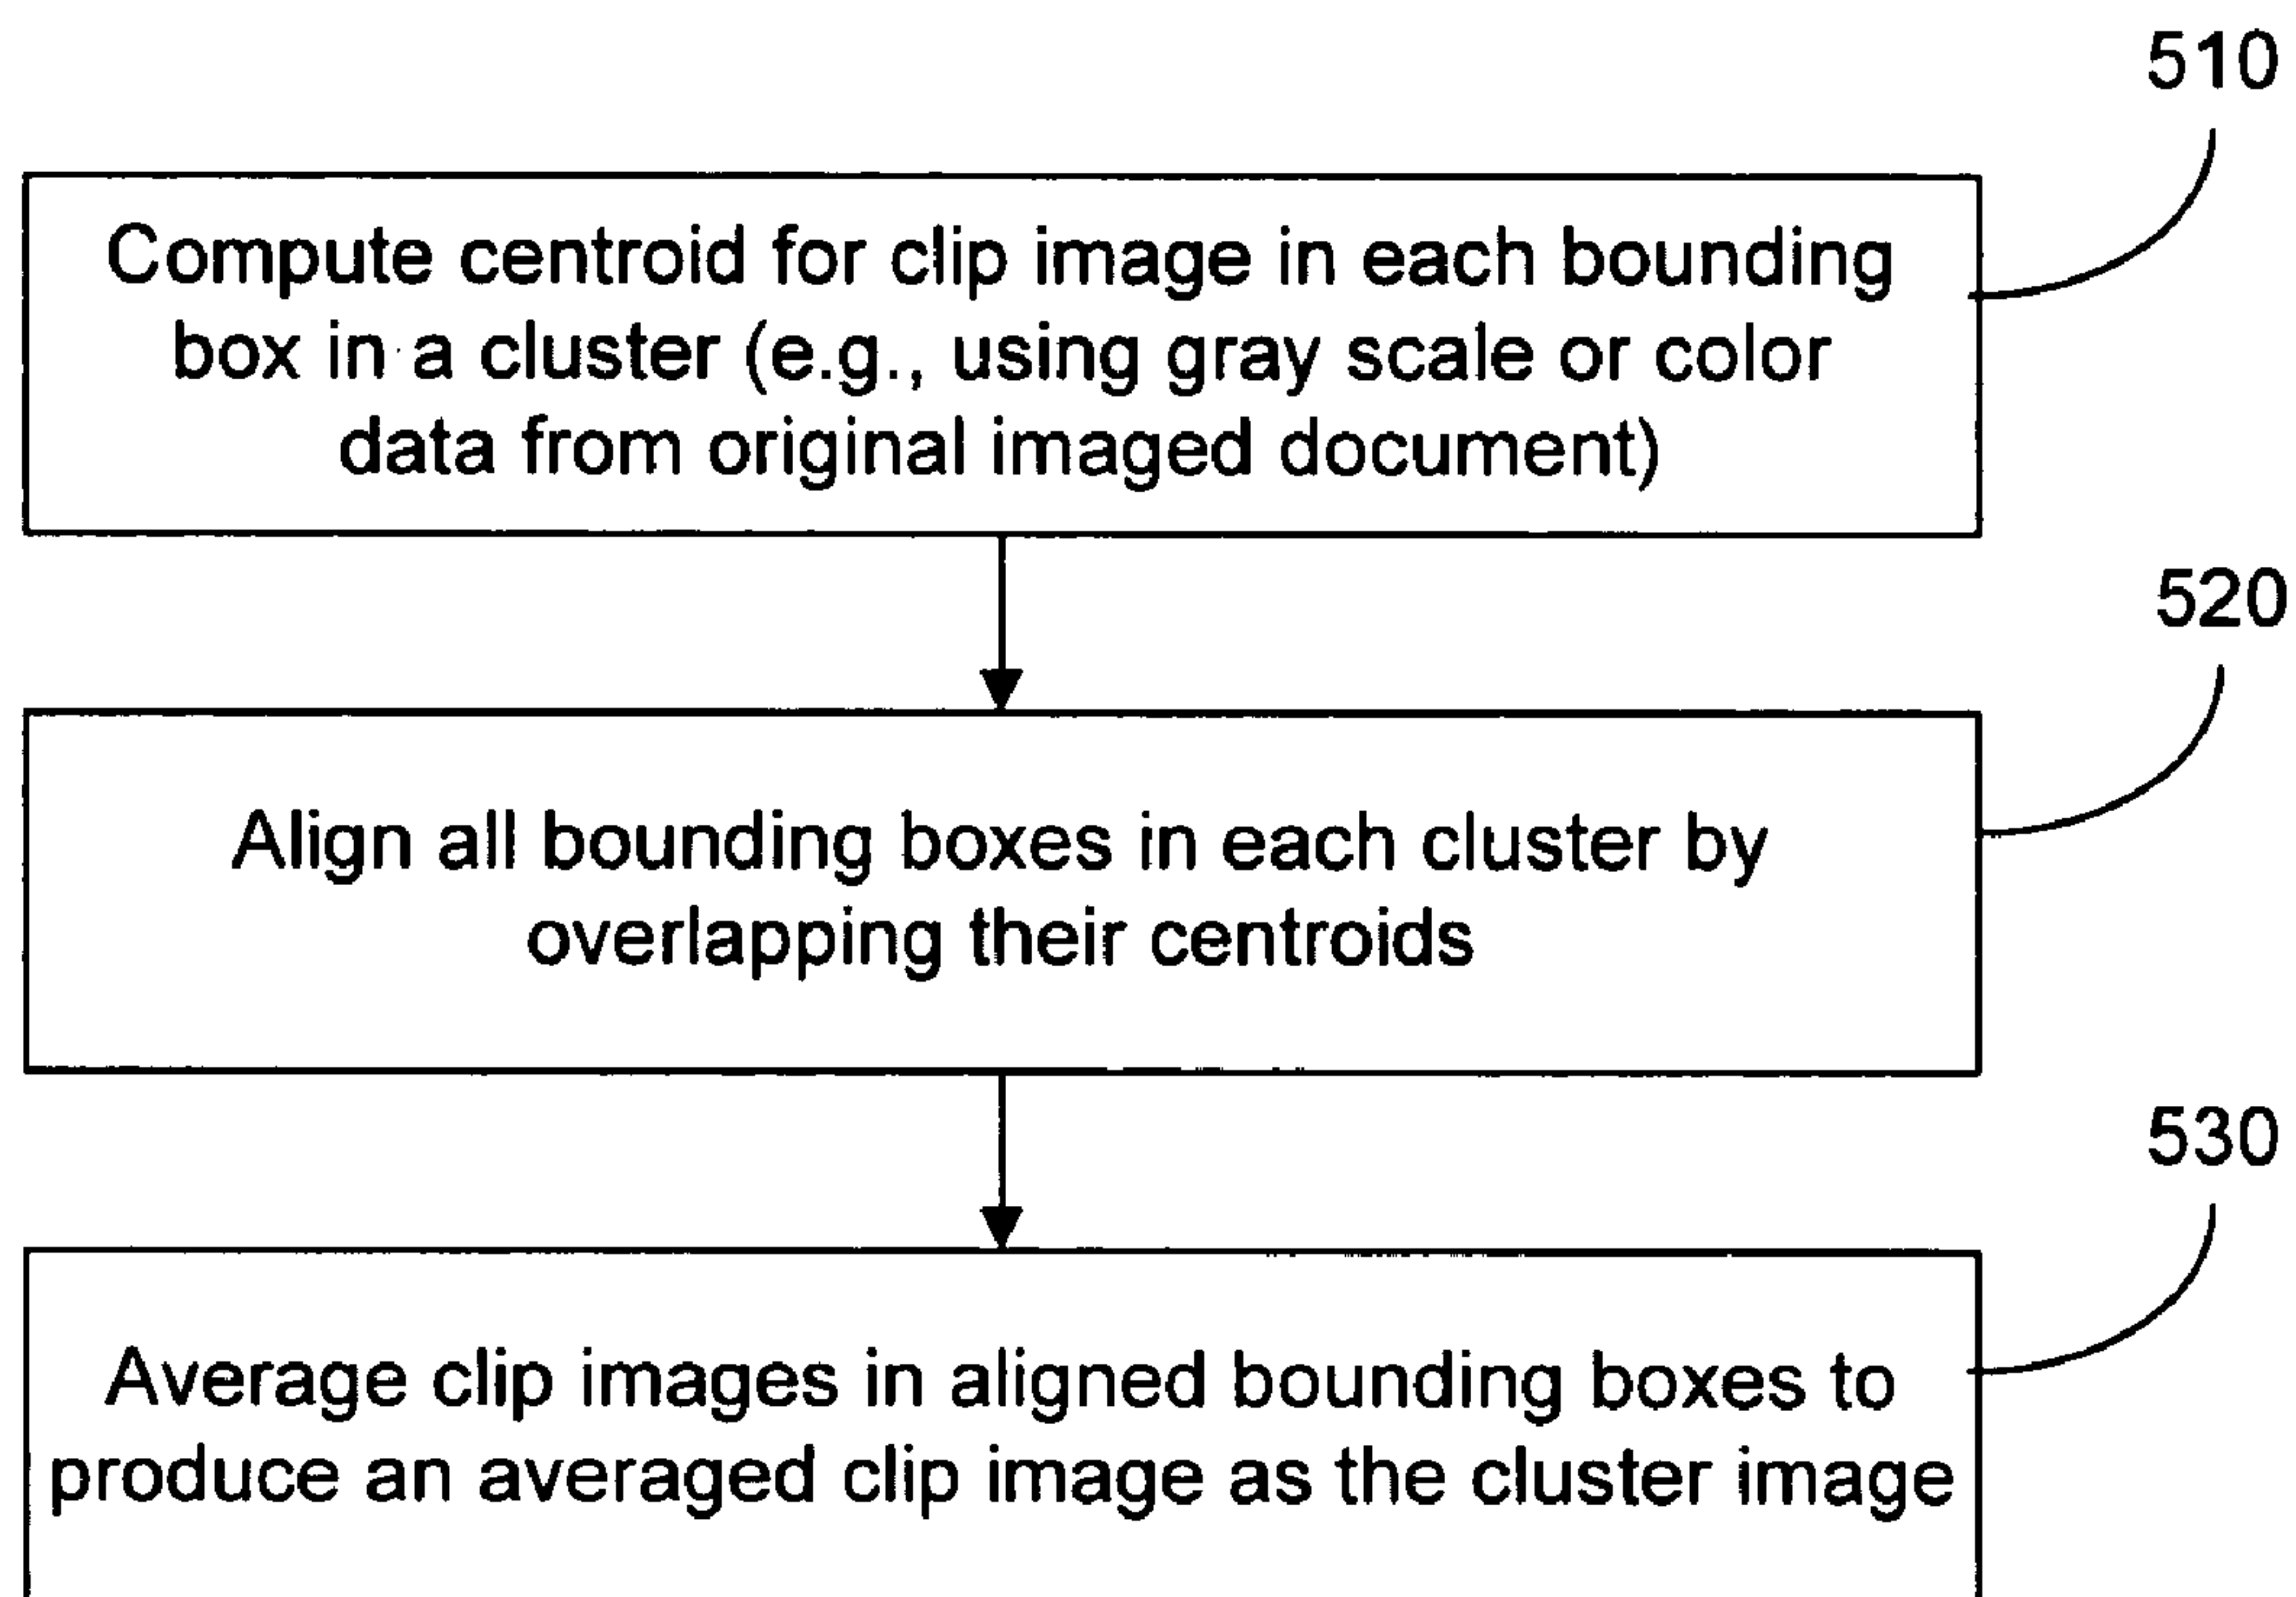 510
Compute centroid for clip image in each bounding
box in a cluster (e.g., using gray scale or color
data from original imaged document)
520
Align all bounding boxes in each cluster by
overlapping their centroids
530
Average clip images in aligned bounding boxes to
produce an averaged clip image as the cluster image